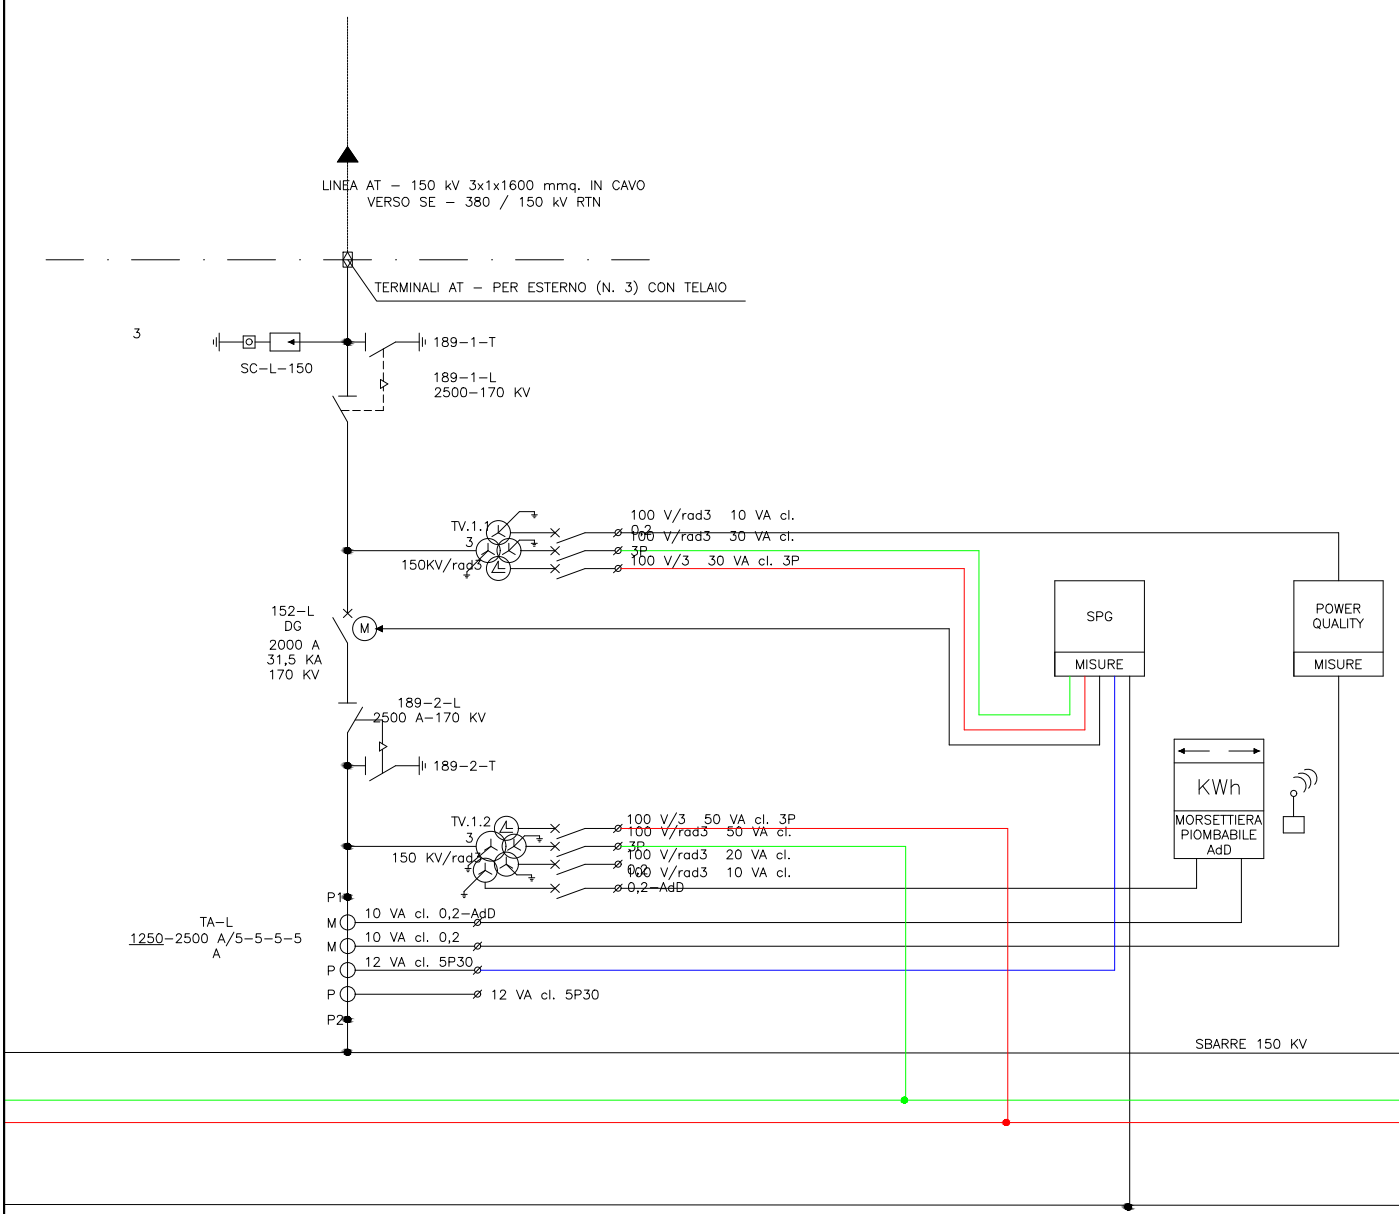 LINEA AT - 150 kV 3x1x1600 mmq. IN CAVO
VERSO SE - 380 / 150 kV RTN
TERMINALI AT - PER ESTERNO (N. 3) CON TELAIO
3
SC-L-150
189-1-T
189-1-L
2500-170 KV
TV.1.1
3
150KV/rad3
100 V/rad3 10 VA cl.
0,2
100 V/rad3 30 VA cl.
3P
100 V/3 30 VA cl. 3P
152-L
DG
2000 A
31,5 KA
170 KV
M
SPG
MISURE
POWER
QUALITY
MISURE
189-2-L
2500 A-170 KV
189-2-T
KWh
MORSETTIERA
PIOMBABILE
AdD
TV.1.2
3
150 KV/rad3
100 V/3 50 VA cl. 3P
100 V/rad3 50 VA cl.
3P
100 V/rad3 20 VA cl.
0,2
100 V/rad3 10 VA cl.
0,2-AdD
P1
TA-L
1250-2500 A/5-5-5-5
A
M
10 VA cl. 0,2-AdD
M
10 VA cl. 0,2
P
12 VA cl. 5P30
P
12 VA cl. 5P30
P2
SBARRE 150 KV